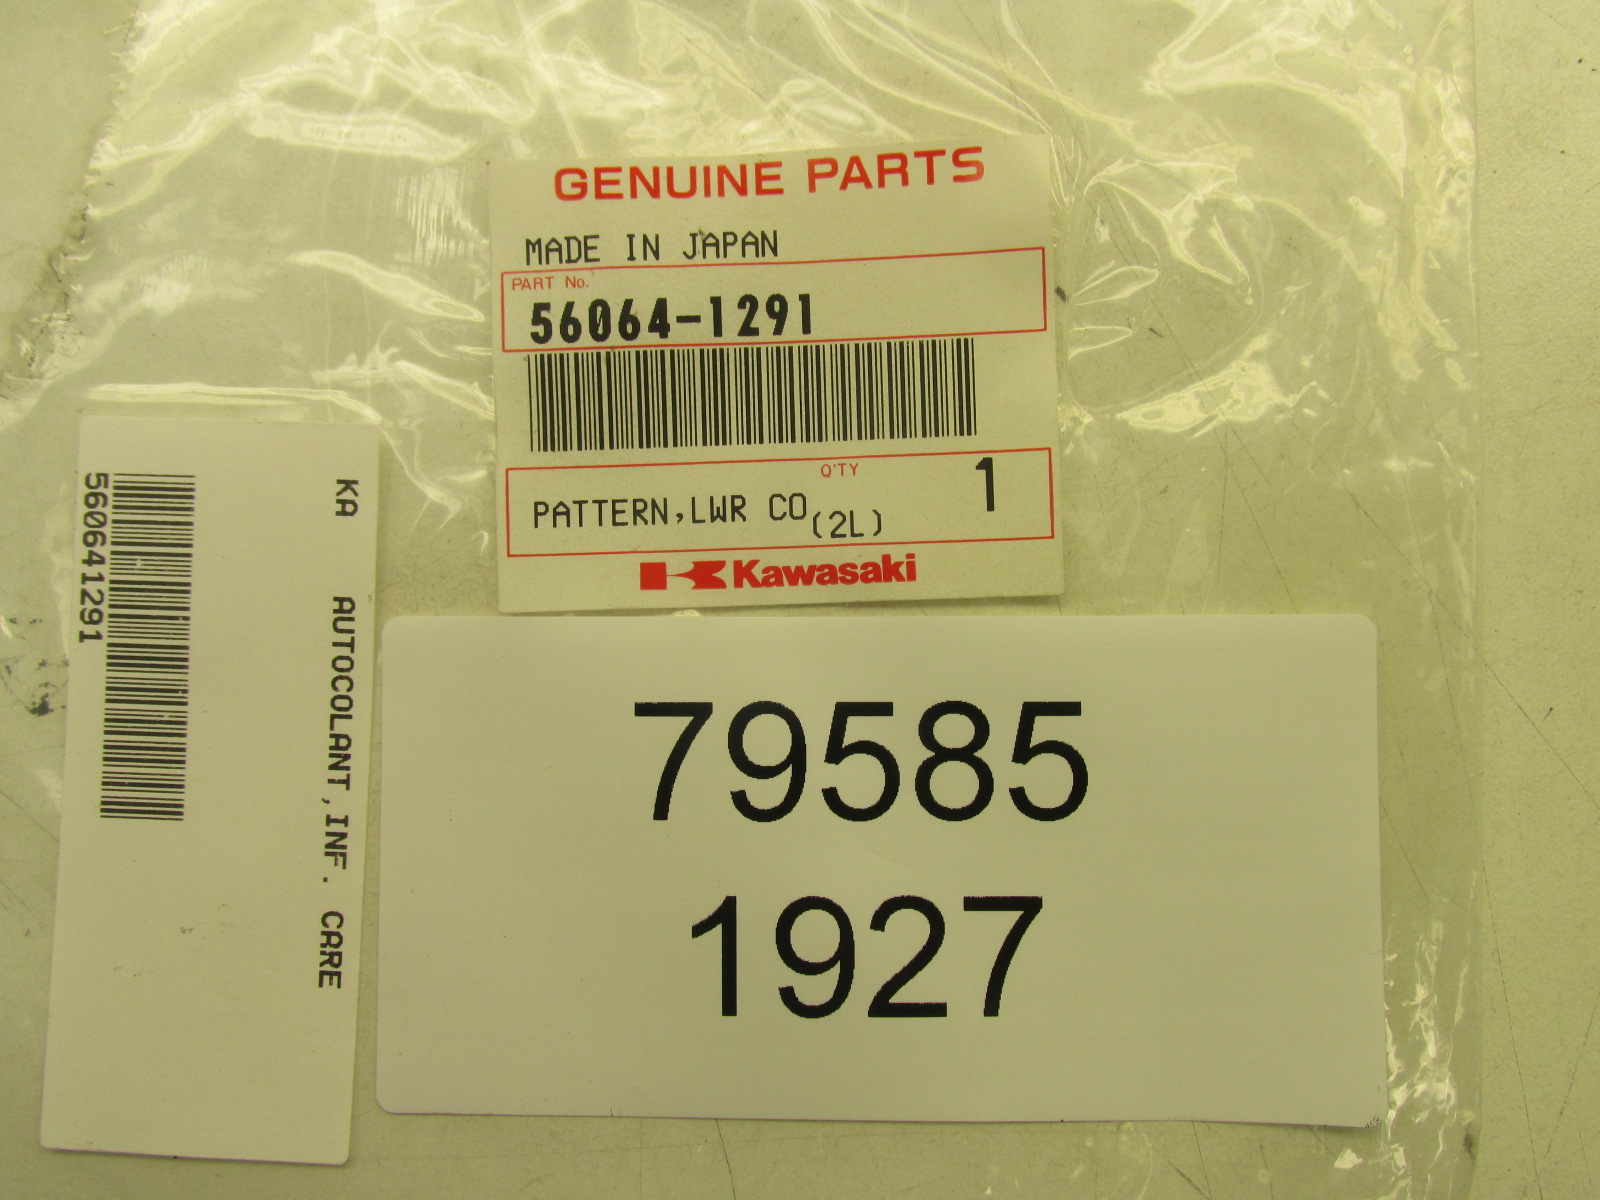 GENUINE PARTS
MADE IN JAPAN
PART No.
56064-1291
Q'TY
PATTERN,LWR CO(2L) 1
Kawasaki
KA AUTOCOLANT,INF. CARE
560641291
79585
1927